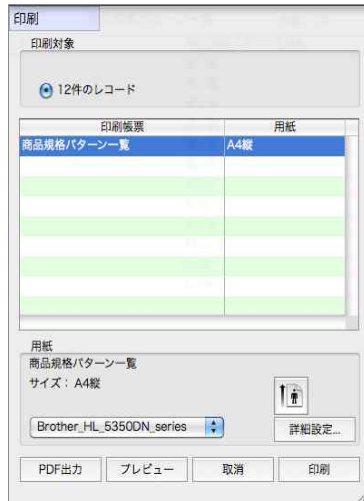 印刷
印刷対象
12件のレコード
印刷帳票 用紙
商品規格パターン一覧 A4縦
用紙
商品規格パターン一覧
サイズ： A4縦
Brother_HL_5350DN_series
詳細設定...
PDF出力 プレビュー 取消 印刷